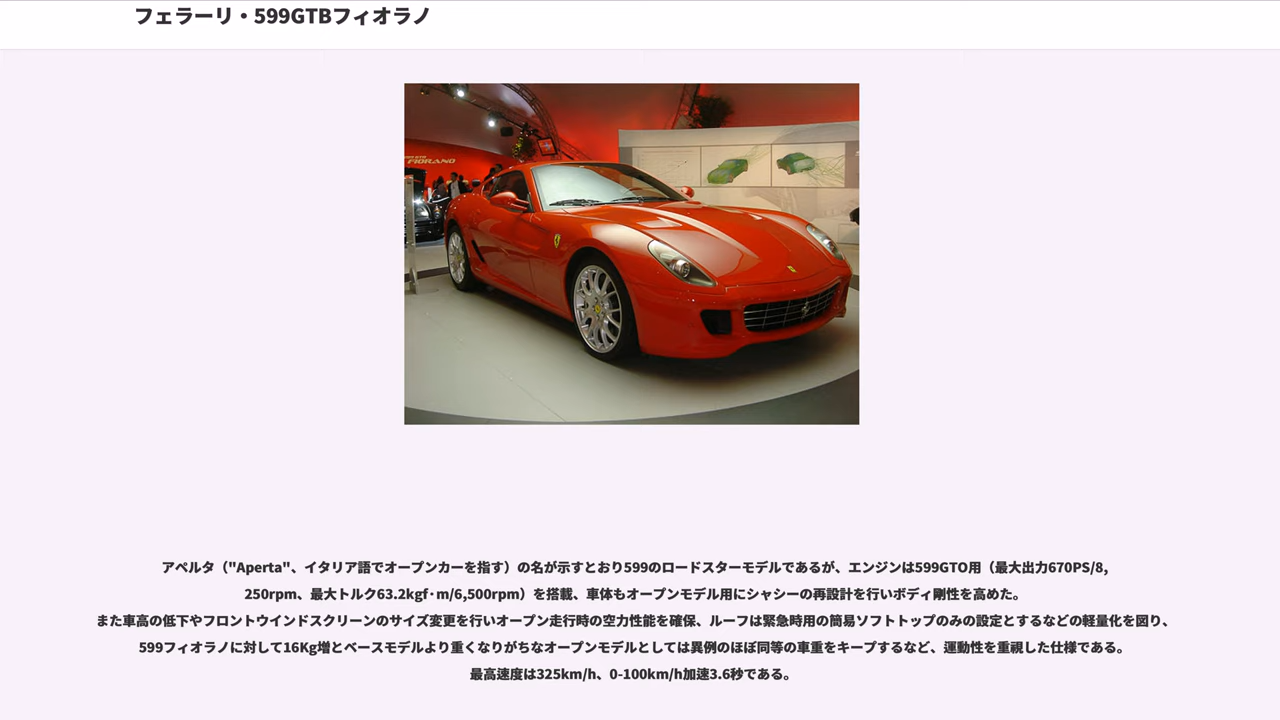 フェラーリ・599GTBフィオラノ
FIORANO
アペルタ（"Aperta"、イタリア語でオープンカーを指す）の名が示すとおり599のロードスターモデルであるが、エンジンは599GTO用（最大出力670PS/8,
250rpm、最大トルク63.2kgf·m/6,500rpm）を搭載、車体もオープンモデル用にシャシーの再設計を行いボディ剛性を高めた。
また車高の低下やフロントウインドスクリーンのサイズ変更を行いオープン走行時の空力性能を確保、ルーフは緊急時用の簡易ソフトトップのみの設定とするなどの軽量化を図り、
599フィオラノに対して16Kg増とベースモデルより重くなりがちなオープンモデルとしては異例のほぼ同等の車重をキープするなど、運動性を重視した仕様である。
最高速度は325km/h、0-100km/h加速3.6秒である。